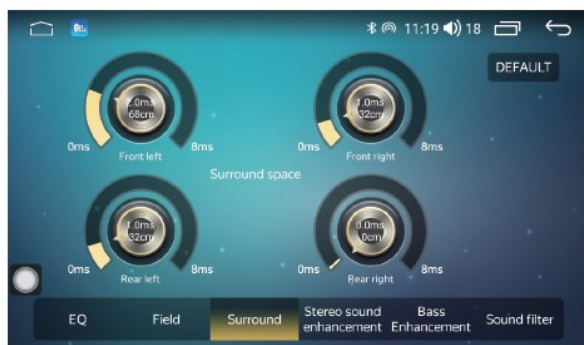 11:19 18
DEFAULT
2.0ms
68cm
0ms 8ms
Front left
1.0ms
32cm
0ms 8ms
Front right
Surround space
1.0ms
32cm
0ms 8ms
Rear left
0.0ms
0cm
0ms 8ms
Rear right
EQ
Field
Surround
Stereo sound
enhancement
Bass
Enhancement
Sound filter